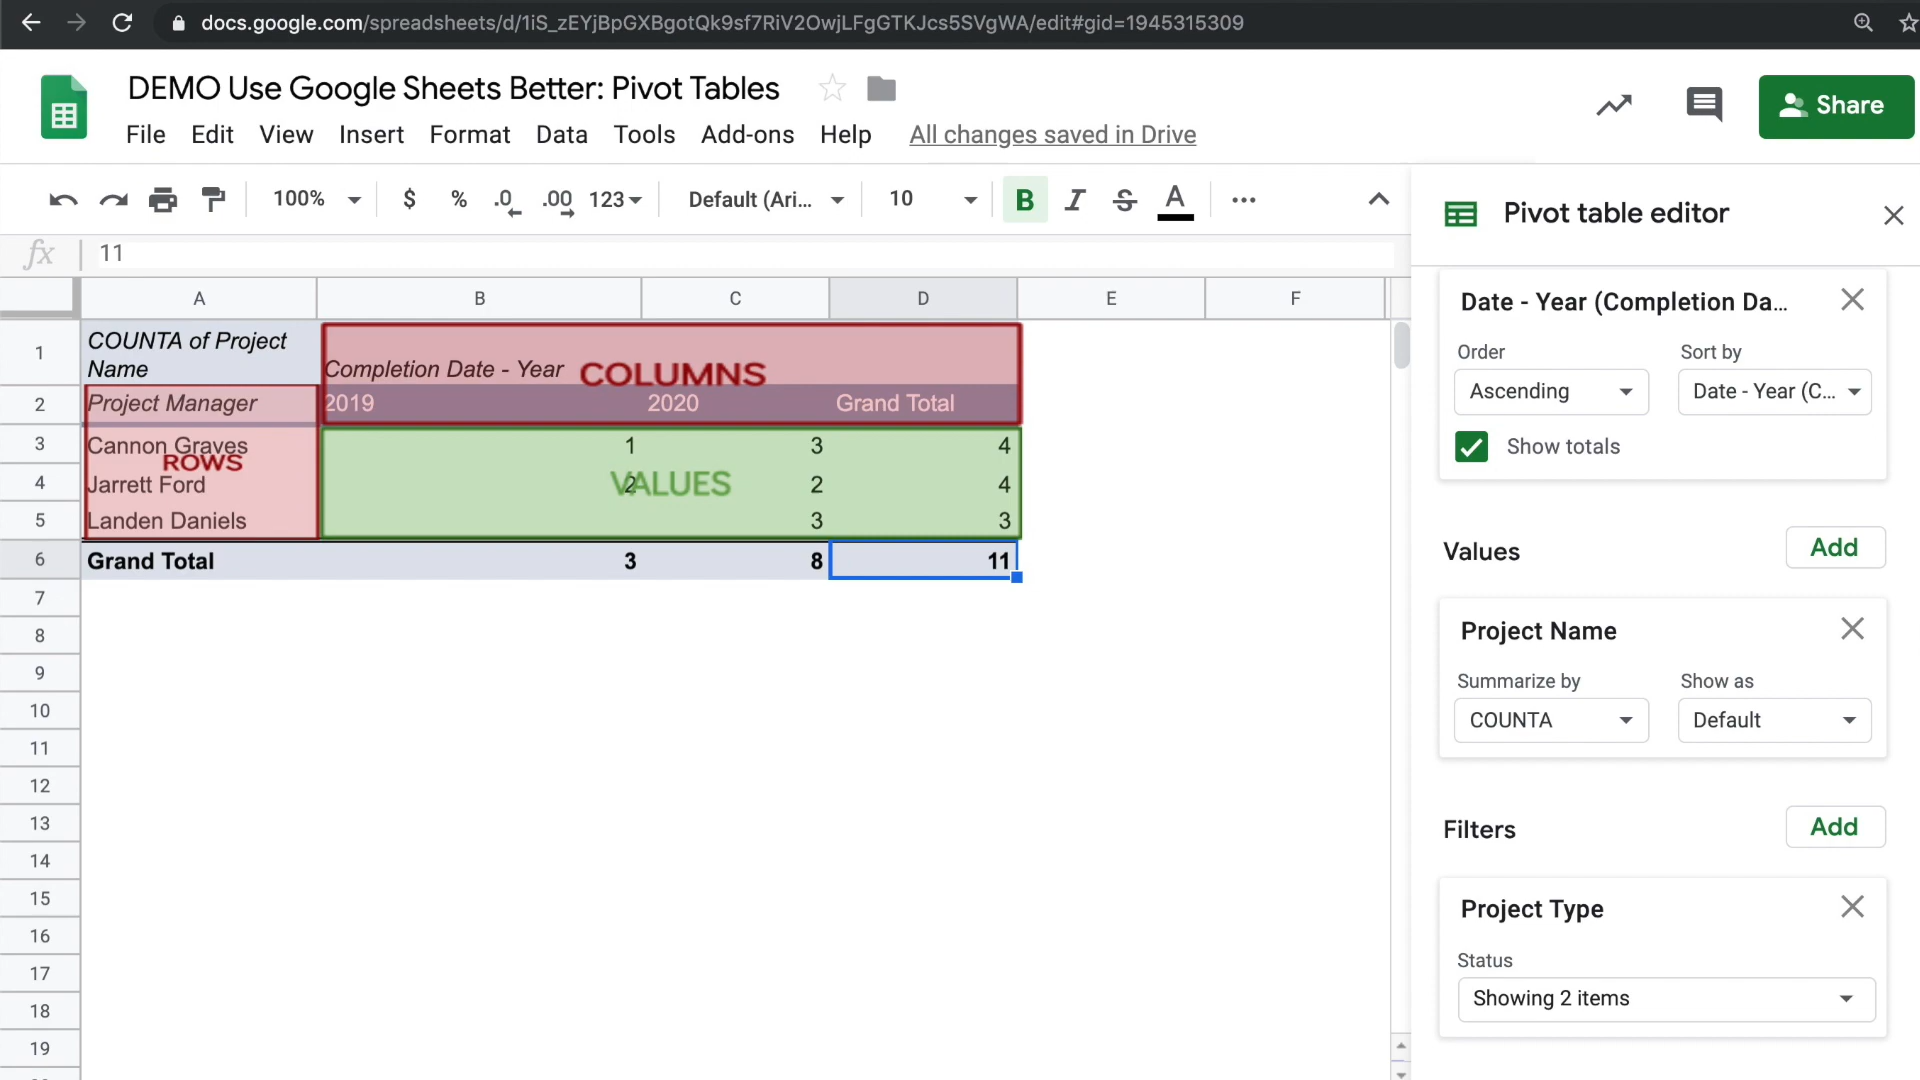 docs.google.com/spreadsheets/d/1iS_zEYjBpGXBgotQk9sf7RiV2OwjLFgGTKJcs5SVgWA/edit#gid=1945315309
DEMO Use Google Sheets Better: Pivot Tables
Share
File Edit View Insert Format Data Tools Add-ons Help All changes saved in Drive
100% $ % .0 .00 123 Default (Ari... 10 B I S A ...
Pivot table editor
fx 11
A B C D E F
1 COUNTA of Project Name Completion Date - Year COLUMNS
2 Project Manager 2019 2020 Grand Total
3 Cannon Graves 1 3 4
ROWS
4 Jarrett Ford 2 2 4
VALUES
5 Landen Daniels 3 3
6 Grand Total 3 8 11
7
8
9
10
11
12
13
14
15
16
17
18
19
Date - Year (Completion Da...
Order Sort by
Ascending Date - Year (C...
Show totals
Values Add
Project Name
Summarize by Show as
COUNTA Default
Filters Add
Project Type
Status
Showing 2 items